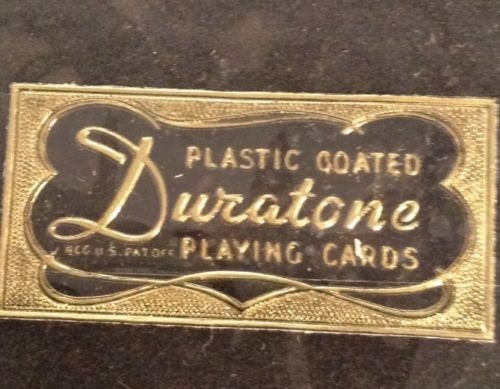 PLASTIC COATED
Duratone
REG. U.S. PAT. OFF.
PLAYING CARDS